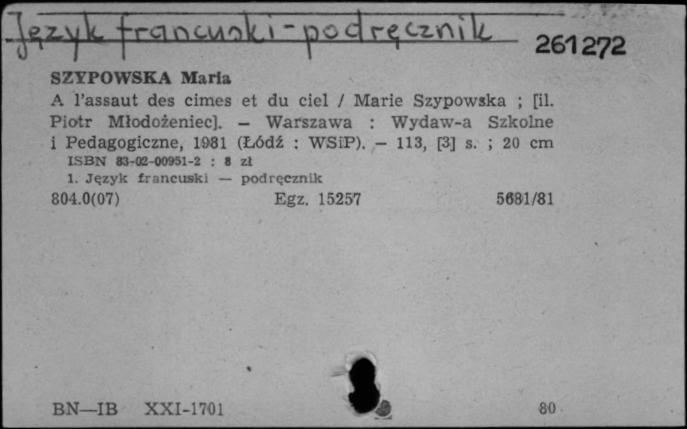 Język francuski - podręcznik
261272
SZYPOWSKA Maria
A l'assaut des cimes et du ciel / Marie Szypowska ; [il.
Piotr Młodożeniec]. — Warszawa : Wydaw-a Szkolne
i Pedagogiczne, 1981 (Łódź : WSiP). — 113, [3] s. ; 20 cm
ISBN 83-02-00951-2 : 8 zł
1. Język francuski — podręcznik
804.0(07) Egz. 15257 5681/81
BN—IB XXI-1701 80